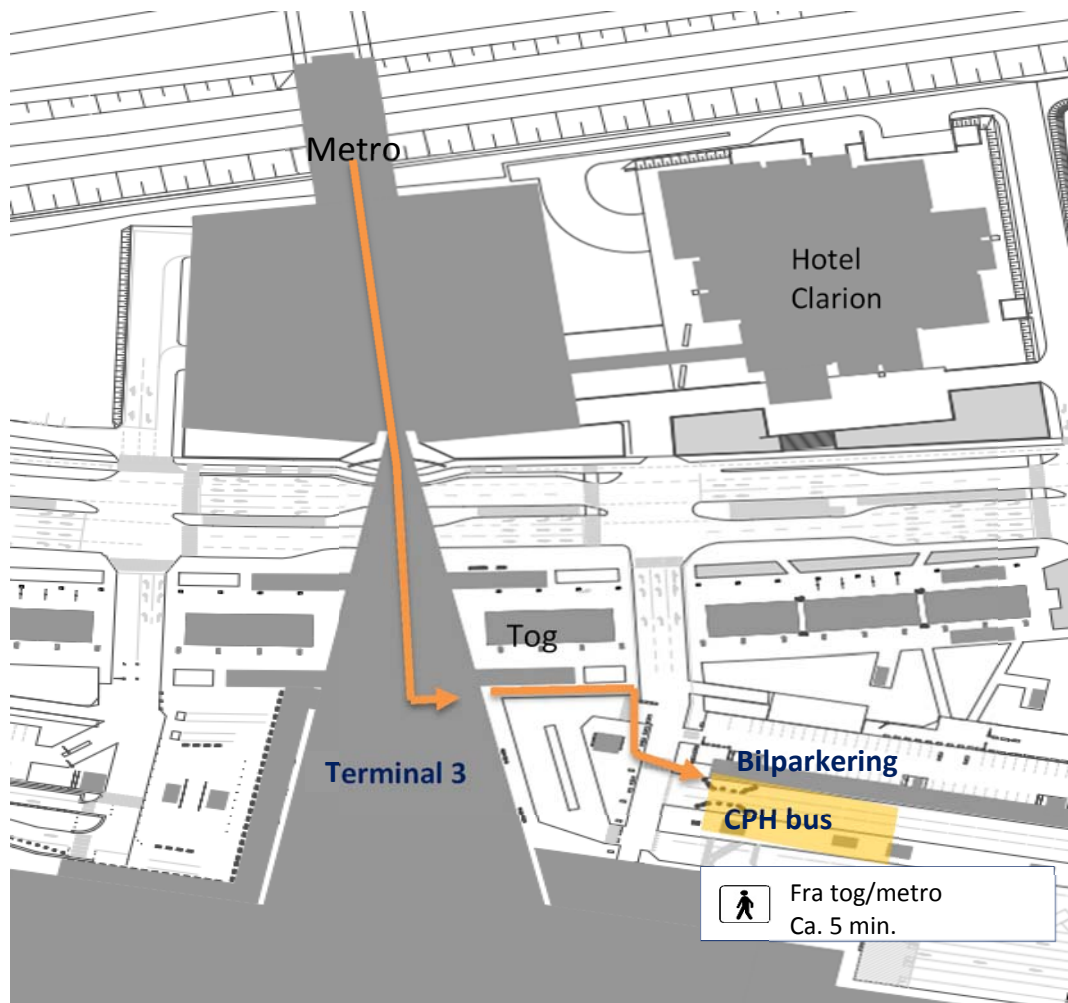 Metro
Hotel
Clarion
Tog
Terminal 3
Bilparkering
CPH bus
Fra tog/metro
Ca. 5 min.